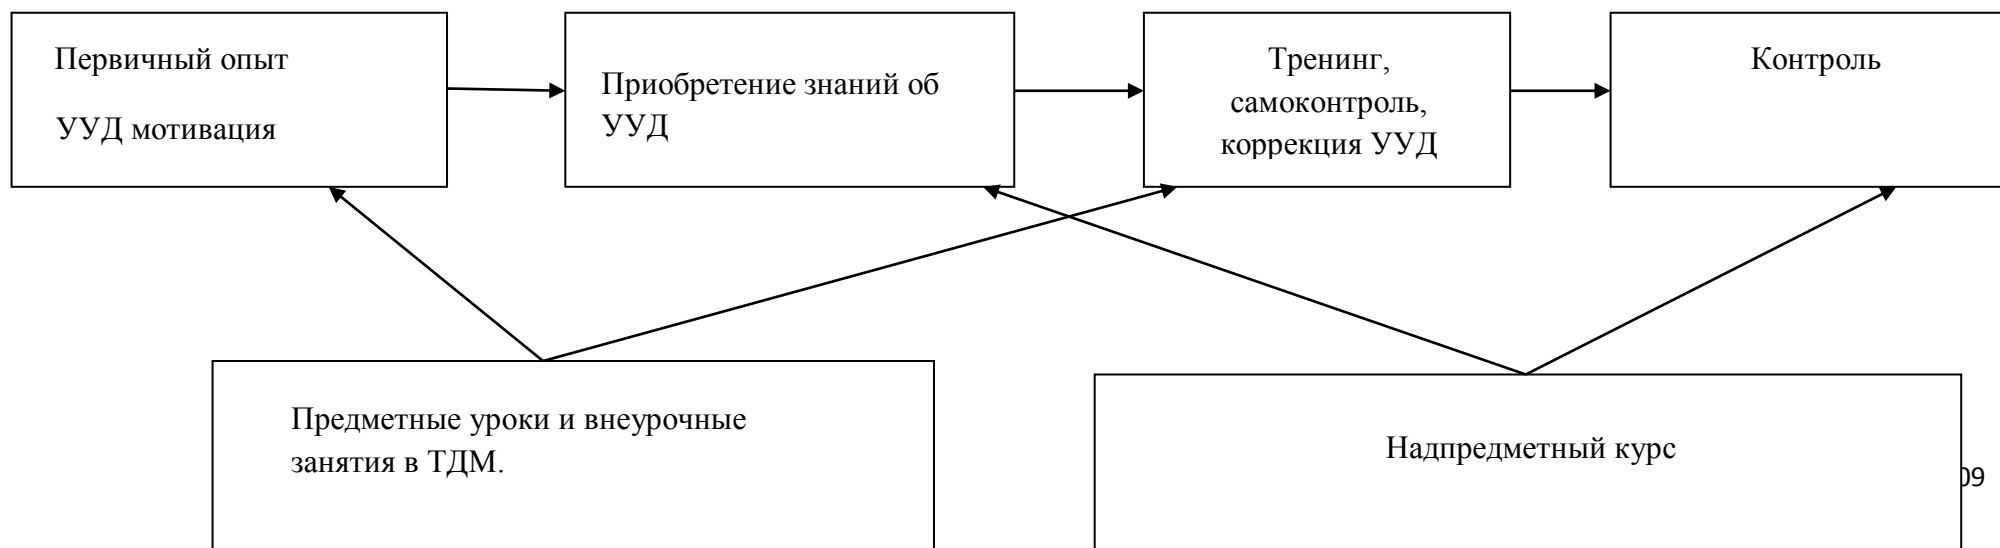 Первичный опыт
УУД мотивация
Приобретение знаний об
УУД
Тренинг,
самоконтроль,
коррекция УУД
Контроль
Предметные уроки и внеурочные
занятия в ТДМ.
Надпредметный курс
09